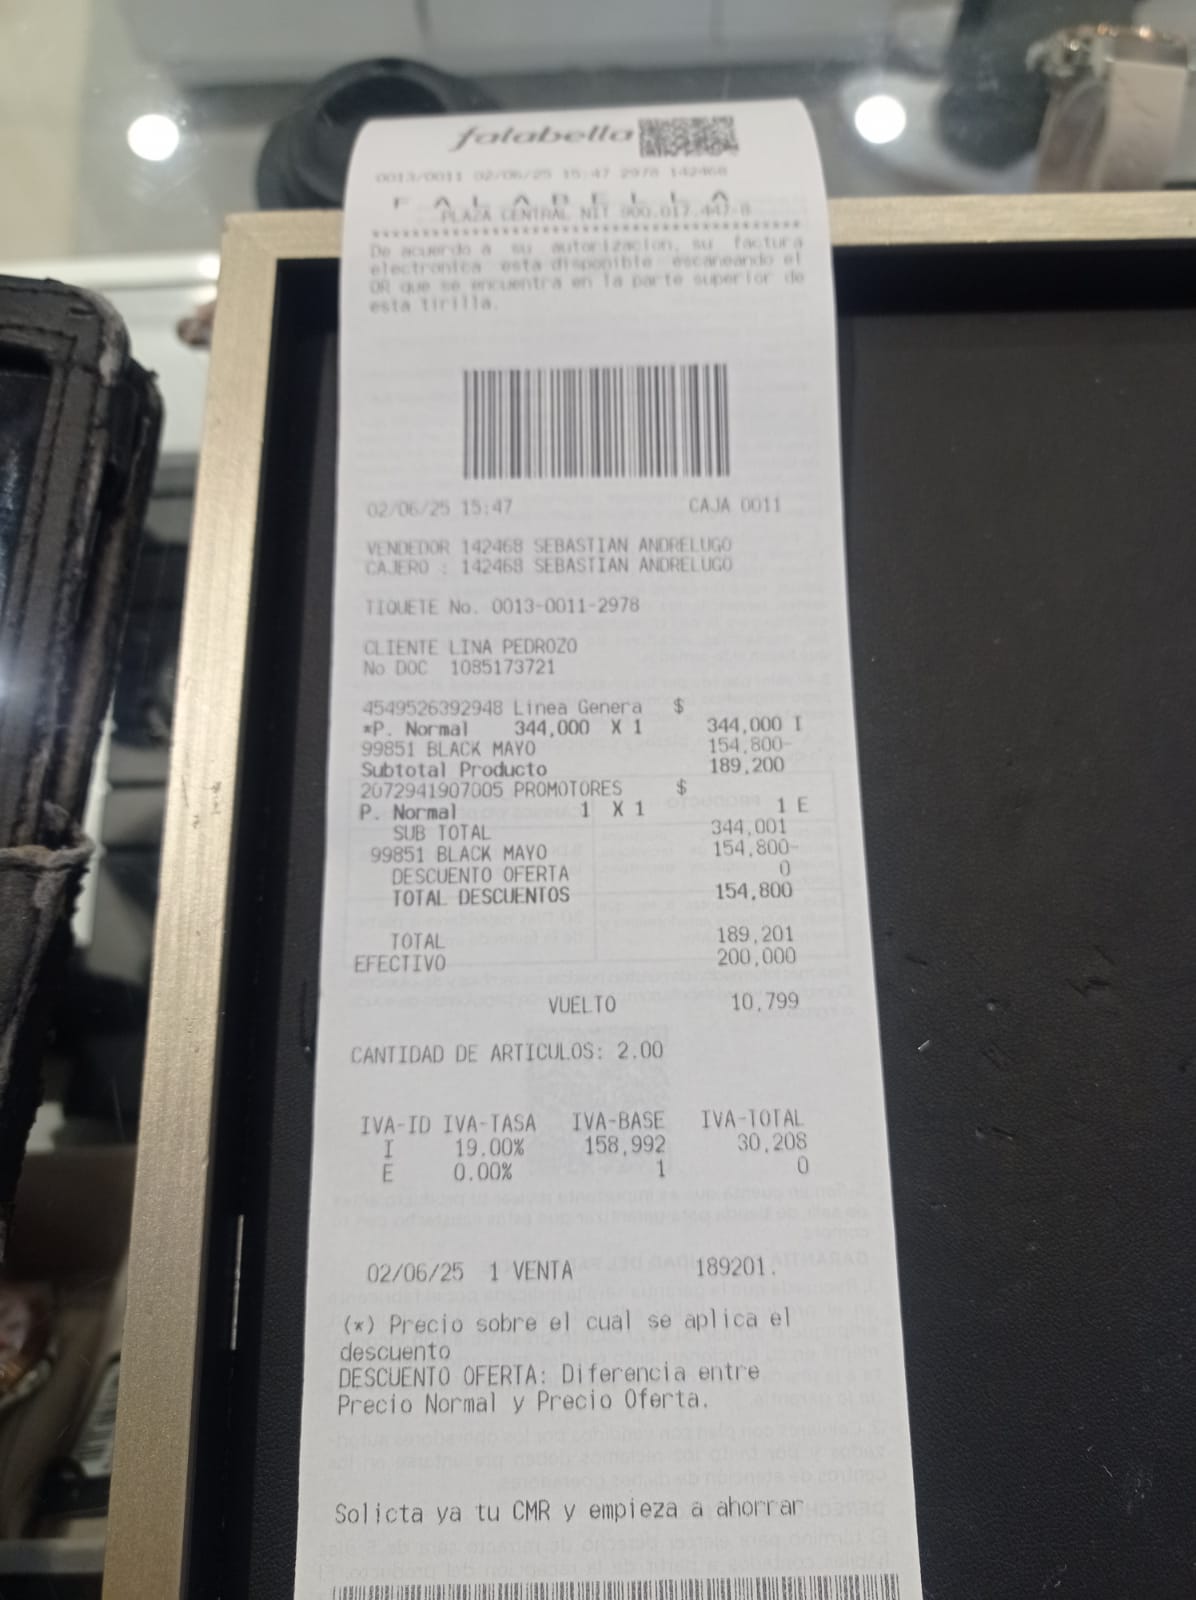 falabella
0013/0011 02/06/25 15:47 2978 142468
F A L A B E L L A
PLAZA CENTRAL NIT 900.017.447-8
****************************************
De acuerdo a su autorizacion, su factura
electronica esta disponible escaneando el
QR que se encuentra en la parte superior de
esta tirilla.
02/06/25 15:47 CAJA 0011
VENDEDOR 142468 SEBASTIAN ANDRELUGO
CAJERO : 142468 SEBASTIAN ANDRELUGO
TIQUETE No. 0013-0011-2978
CLIENTE LINA PEDROZO
No DOC 1085173721
4549526392948 Linea Genera $
*P. Normal 344,000 X 1 344,000 I
99851 BLACK MAYO 154,800-
Subtotal Producto 189,200
2072941907005 PROMOTORES $
P. Normal 1 X 1 1 E
SUB TOTAL 344,001
99851 BLACK MAYO 154,800-
DESCUENTO OFERTA 0
TOTAL DESCUENTOS 154,800
TOTAL 189,201
EFECTIVO 200,000
VUELTO 10,799
CANTIDAD DE ARTICULOS: 2.00
IVA-ID IVA-TASA IVA-BASE IVA-TOTAL
I 19.00% 158,992 30,208
E 0.00% 1 0
02/06/25 1 VENTA 189201.
(*) Precio sobre el cual se aplica el
descuento
DESCUENTO OFERTA: Diferencia entre
Precio Normal y Precio Oferta.
Solicta ya tu CMR y empieza a ahorrar